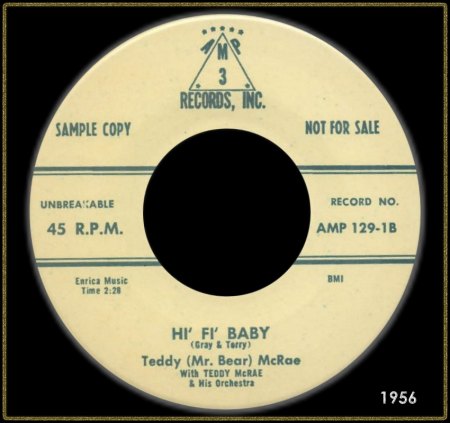 AMP
3
RECORDS, INC.
SAMPLE COPY
NOT FOR SALE
UNBREAKABLE
RECORD NO.
45 R.P.M.
AMP 129-1B
Enrica Music
BMI
Time 2:28
HI' FI' BABY
(Gray & Terry)
Teddy (Mr. Bear) McRae
With TEDDY McRAE
& His Orchestra
1956